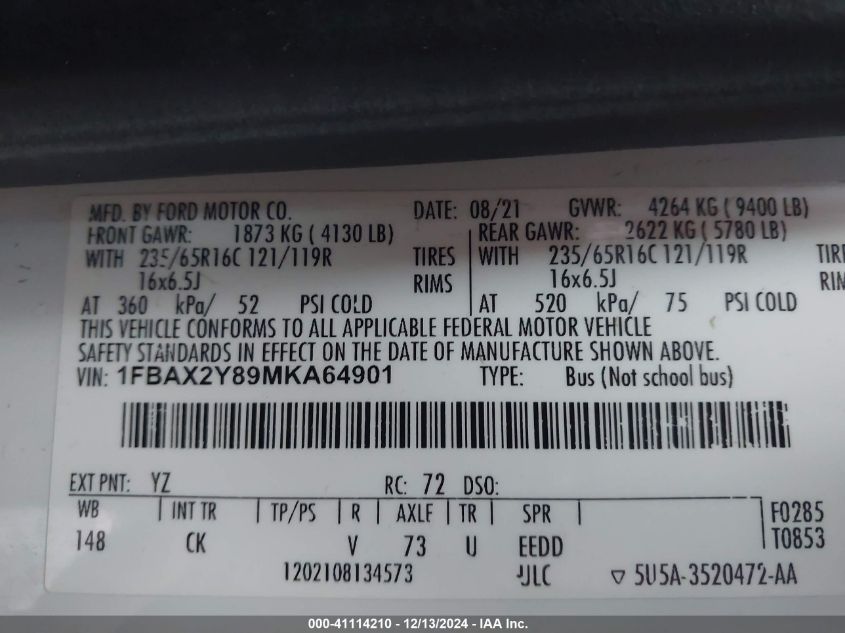 MFD. BY FORD MOTOR CO. DATE: 08/21 GVWR: 4264 KG ( 9400 LB)
FRONT GAWR: 1873 KG ( 4130 LB) REAR GAWR: 2622 KG ( 5780 LB)
WITH 235/65R16C 121/119R TIRES WITH 235/65R16C 121/119R TIRE
16x6.5J RIMS 16x6.5J RIM
AT 360 kPa/ 52 PSI COLD AT 520 kPa/ 75 PSI COLD
THIS VEHICLE CONFORMS TO ALL APPLICABLE FEDERAL MOTOR VEHICLE
SAFETY STANDARDS IN EFFECT ON THE DATE OF MANUFACTURE SHOWN ABOVE.
VIN: 1FBAX2Y89MKA64901 TYPE: Bus (Not school bus)
EXT PNT: YZ RC: 72 DSO:
WB INT TR TP/PS R AXLE TR SPR F0285
148 CK V 73 U EEDD T0853
1202108134573 JLC ▽ 5U5A-3520472-AA
000-41114210 - 12/13/2024 - IAA Inc.